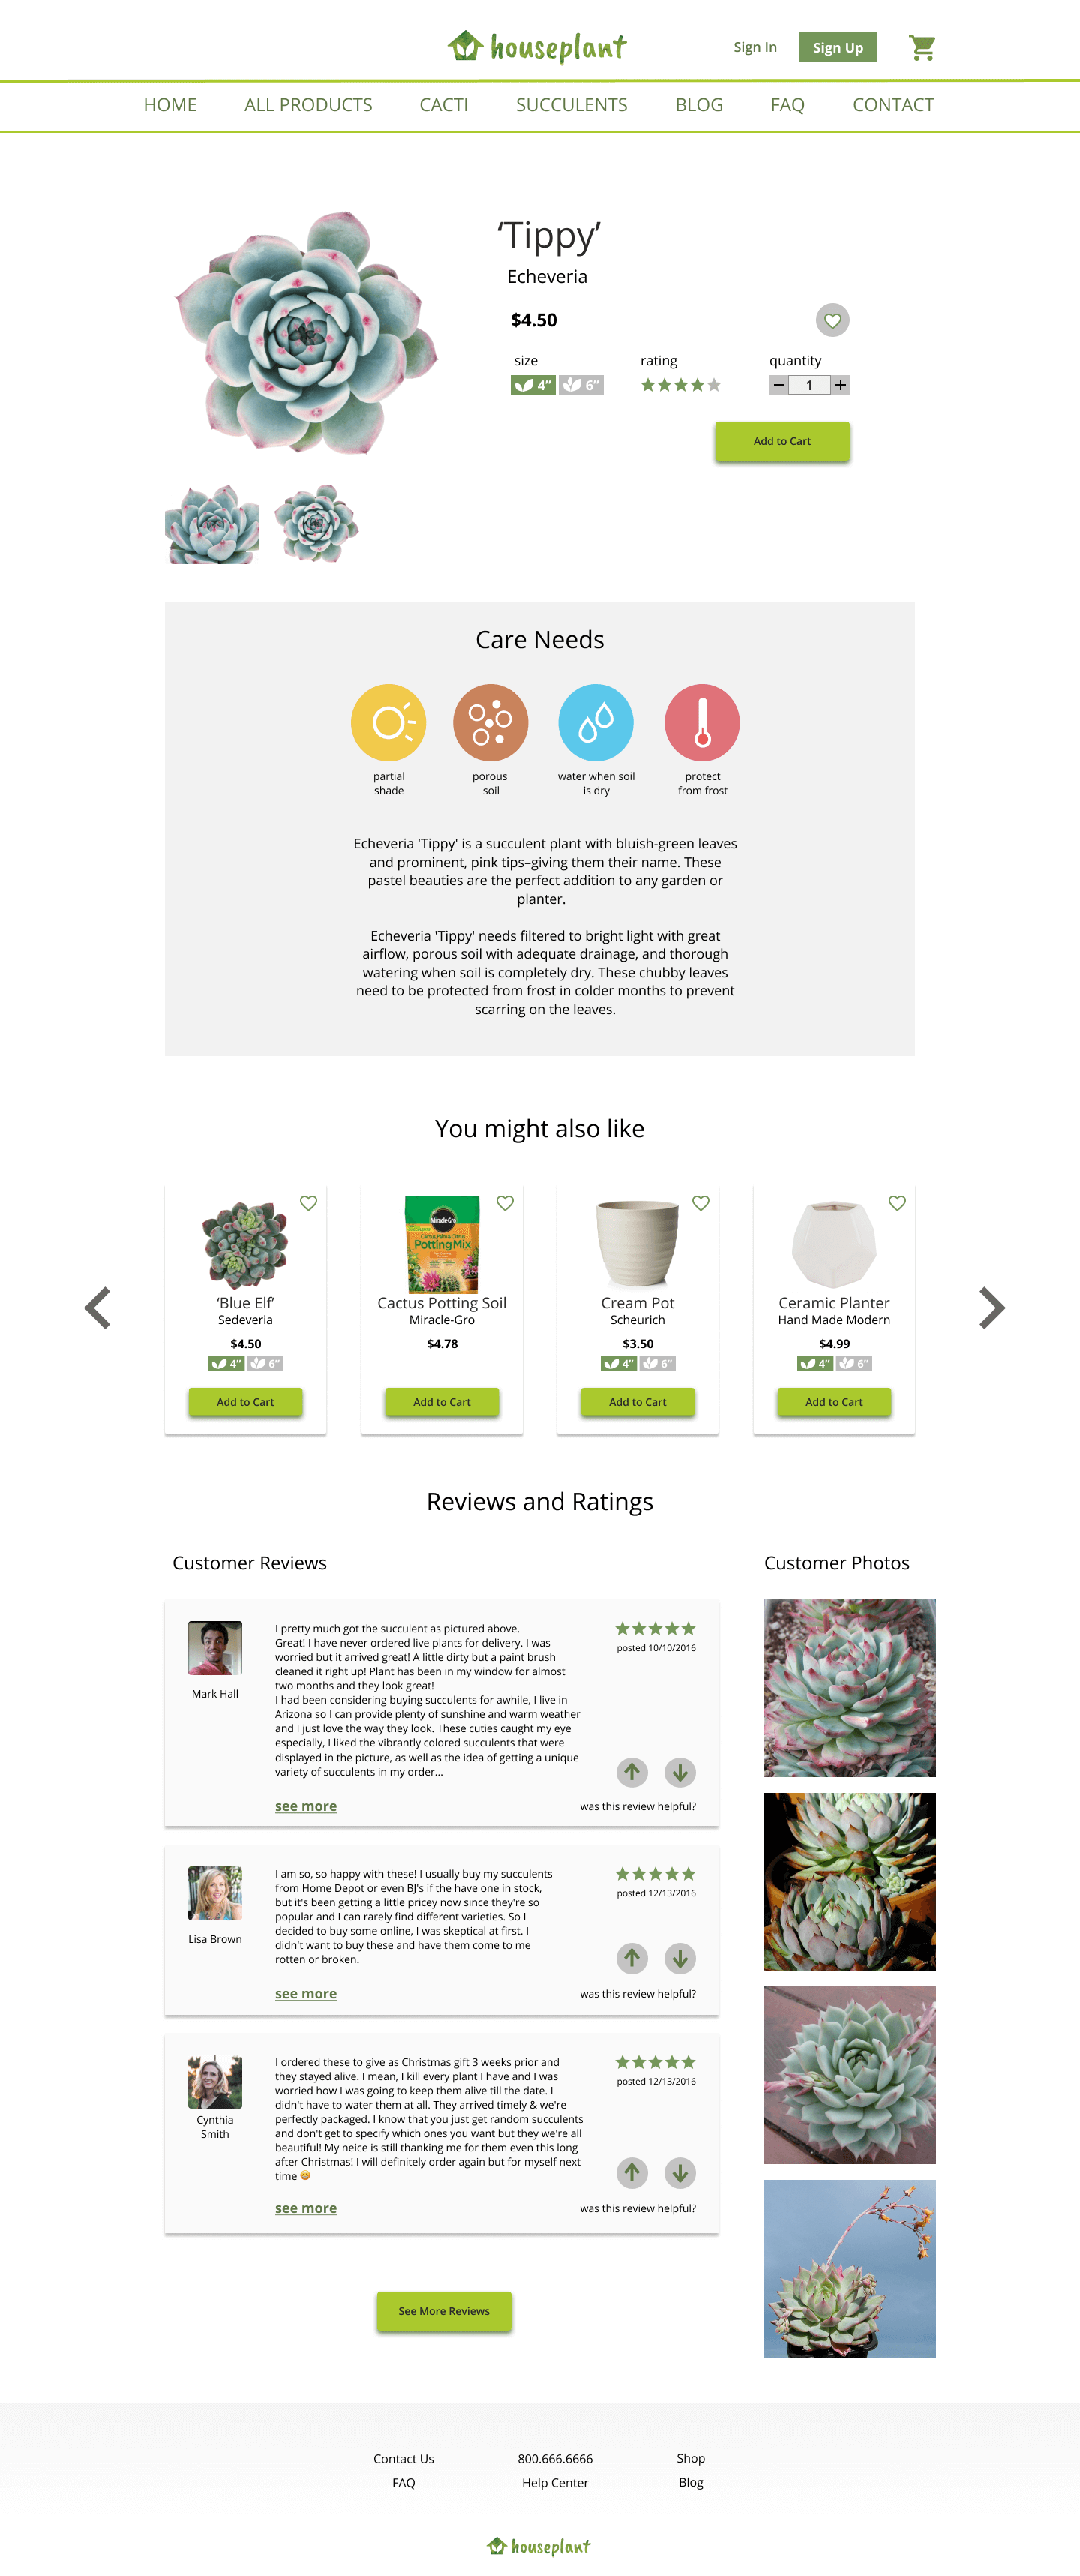 houseplant
Sign In
Sign Up
HOME
ALL PRODUCTS
CACTI
SUCCULENTS
BLOG
FAQ
CONTACT
‘Tippy’
Echeveria
$4.50
size
rating
quantity
4”
6”
1
Add to Cart
Care Needs
partial
shade
porous
soil
water when soil
is dry
protect
from frost
Echeveria 'Tippy' is a succulent plant with bluish-green leaves
and prominent, pink tips–giving them their name. These
pastel beauties are the perfect addition to any garden or
planter.
Echeveria 'Tippy' needs filtered to bright light with great
airflow, porous soil with adequate drainage, and thorough
watering when soil is completely dry. These chubby leaves
need to be protected from frost in colder months to prevent
scarring on the leaves.
You might also like
‘Blue Elf’
Sedeveria
$4.50
4”
6”
Add to Cart
Miracle-Gro
Cactus, Palm & Citrus
Potting Mix
Cactus Potting Soil
Miracle-Gro
$4.78
Add to Cart
Cream Pot
Scheurich
$3.50
4”
6”
Add to Cart
Ceramic Planter
Hand Made Modern
$4.99
4”
6”
Add to Cart
Reviews and Ratings
Customer Reviews
Mark Hall
I pretty much got the succulent as pictured above.
Great! I have never ordered live plants for delivery. I was
worried but it arrived great! A little dirty but a paint brush
cleaned it right up! Plant has been in my window for almost
two months and they look great!
I had been considering buying succulents for awhile, I live in
Arizona so I can provide plenty of sunshine and warm weather
and I just love the way they look. These cuties caught my eye
especially, I liked the vibrantly colored succulents that were
displayed in the picture, as well as the idea of getting a unique
variety of succulents in my order...
see more
posted 10/10/2016
was this review helpful?
Lisa Brown
I am so, so happy with these! I usually buy my succulents
from Home Depot or even BJ's if the have one in stock,
but it's been getting a little pricey now since they're so
popular and I can rarely find different varieties. So I
decided to buy some online, I was skeptical at first. I
didn't want to buy these and have them come to me
rotten or broken.
see more
posted 12/13/2016
was this review helpful?
Cynthia
Smith
I ordered these to give as Christmas gift 3 weeks prior and
they stayed alive. I mean, I kill every plant I have and I was
worried how I was going to keep them alive till the date. I
didn't have to water them at all. They arrived timely & we're
perfectly packaged. I know that you just get random succulents
and don't get to specify which ones you want but they we're all
beautiful! My neice is still thanking me for them even this long
after Christmas! I will definitely order again but for myself next
time 😊
see more
posted 12/13/2016
was this review helpful?
See More Reviews
Customer Photos
Contact Us
FAQ
800.666.6666
Help Center
Shop
Blog
houseplant